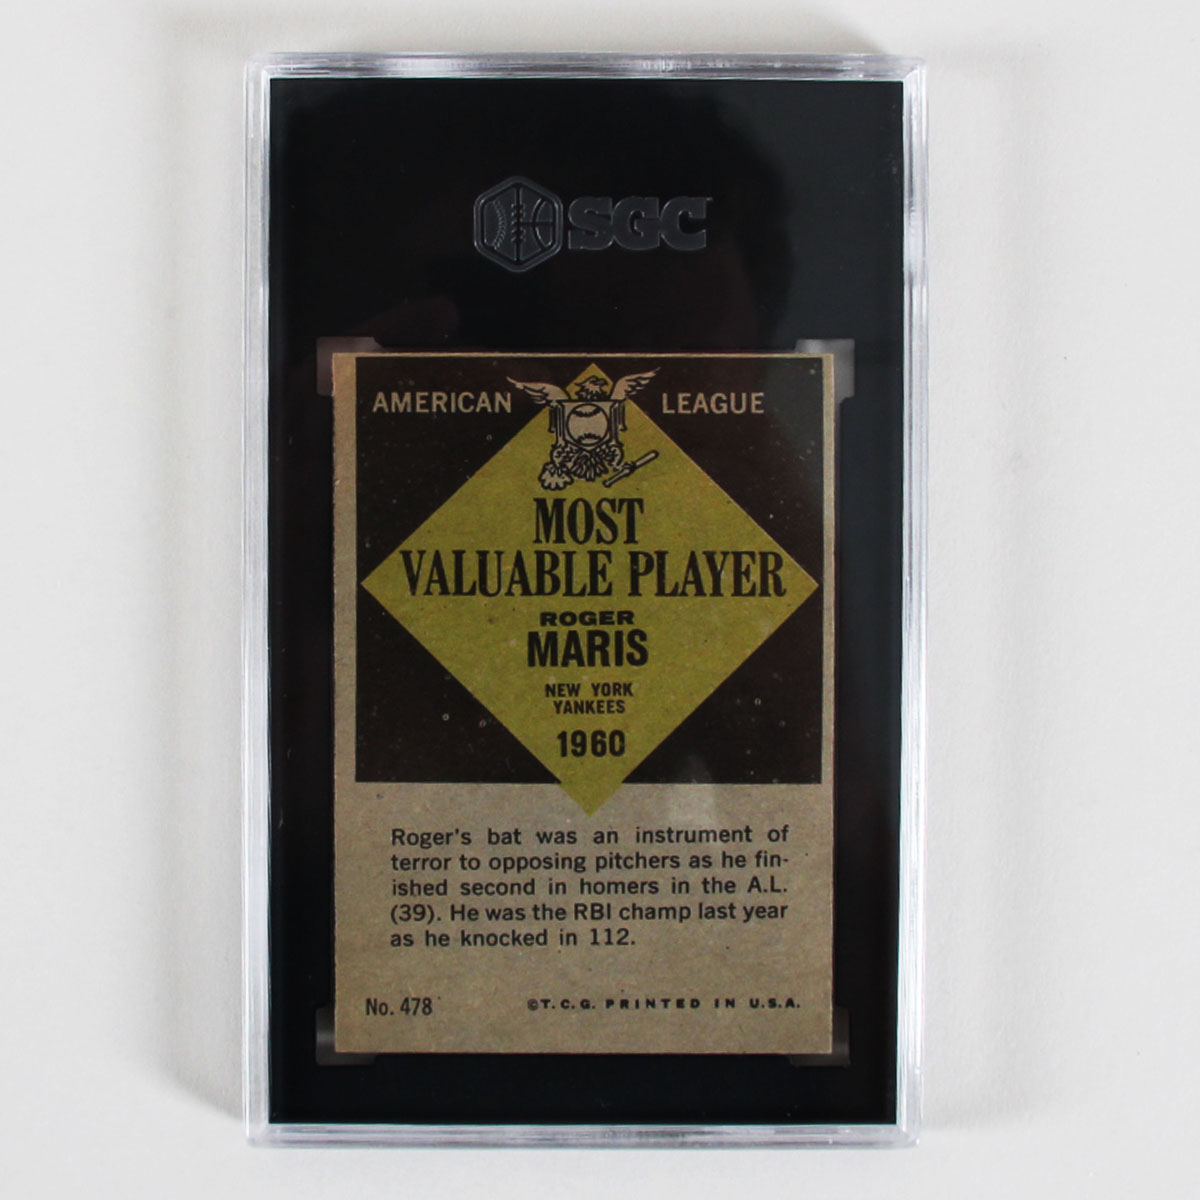 SGC
AMERICAN LEAGUE
MOST
VALUABLE PLAYER
ROGER
MARIS
NEW YORK
YANKEES
1960
Roger's bat was an instrument of
terror to opposing pitchers as he fin-
ished second in homers in the A.L.
(39). He was the RBI champ last year
as he knocked in 112.
No. 478 ©T.C.G. PRINTED IN U.S.A.